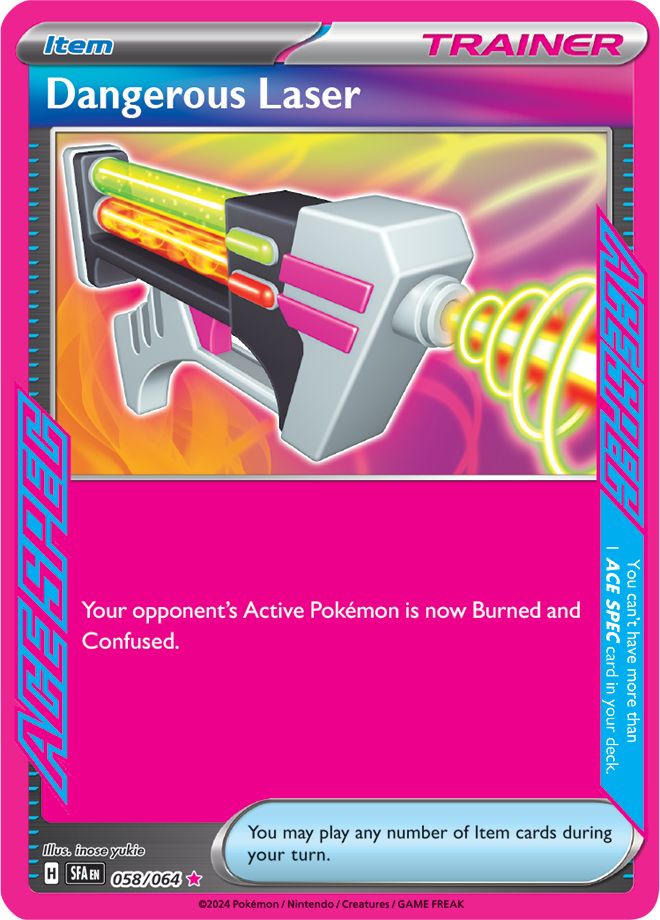 Item
TRAINER
Dangerous Laser
ACE SPEC
ACE SPEC
Your opponent's Active Pokémon is now Burned and
Confused.
You can't have more than
1 ACE SPEC card in your deck.
You may play any number of Item cards during
your turn.
Illus. inose yukie
H SFA EN 058/064
©2024 Pokémon / Nintendo / Creatures / GAME FREAK